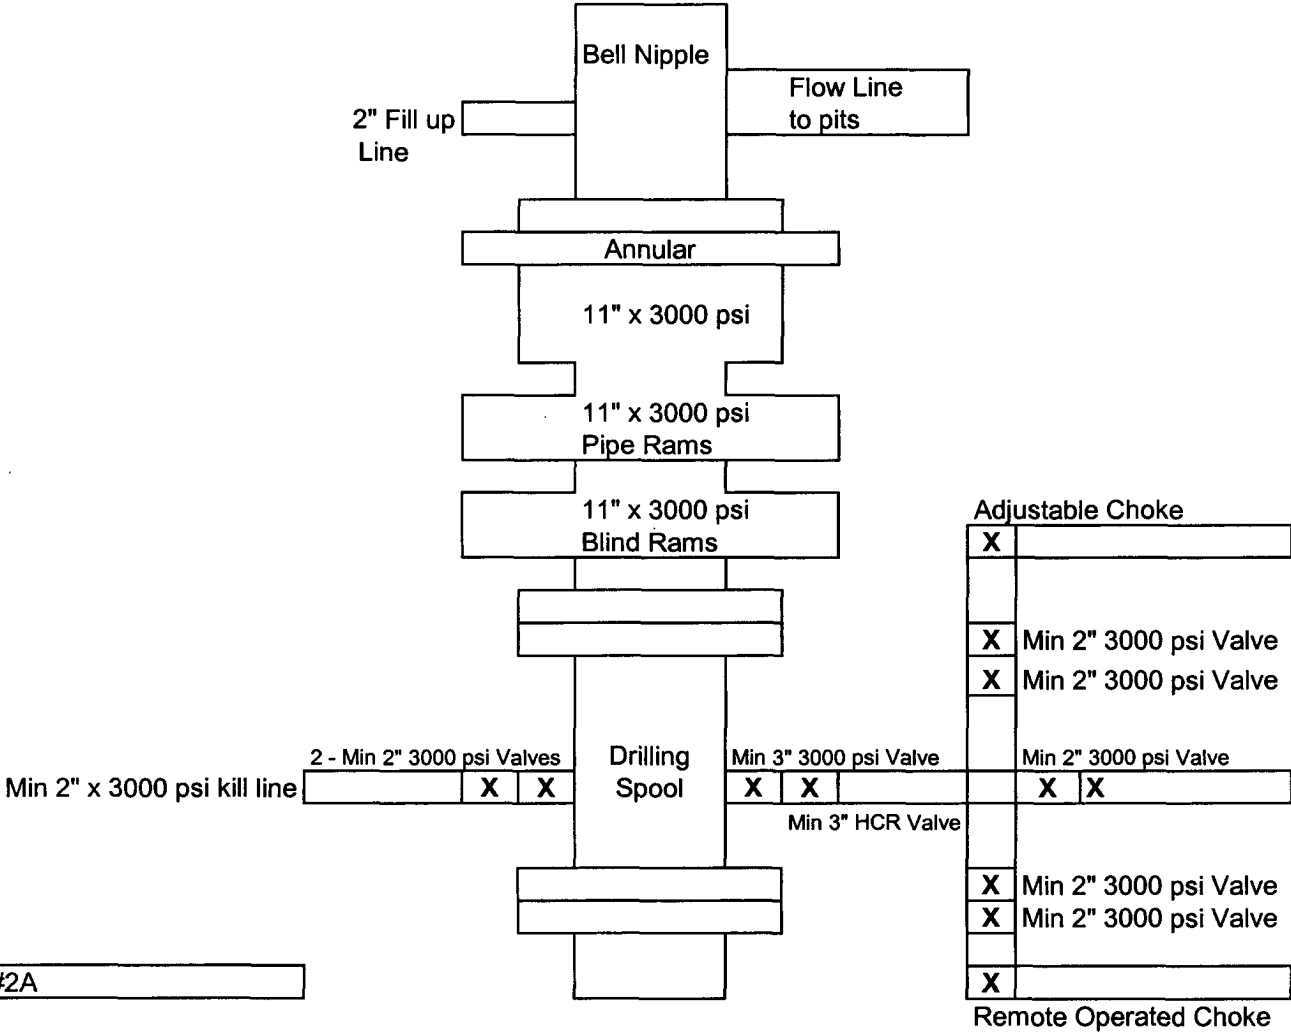 Bell Nipple
Flow Line
to pits
2" Fill up
Line
Annular
11" x 3000 psi
11" x 3000 psi
Pipe Rams
11" x 3000 psi
Blind Rams
Adjustable Choke
X
X Min 2" 3000 psi Valve
X Min 2" 3000 psi Valve
2 - Min 2" 3000 psi Valves
Drilling
Spool
Min 3" 3000 psi Valve
Min 2" 3000 psi Valve
Min 2" x 3000 psi kill line
X X
X X
X X
Min 3" HCR Valve
X Min 2" 3000 psi Valve
X Min 2" 3000 psi Valve
#2A
X
Remote Operated Choke